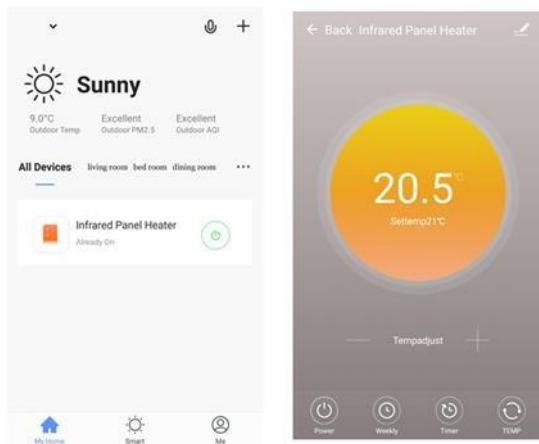 Sunny
9.0°C Excellent Excellent
Outdoor Temp Outdoor PM2.5 Outdoor AQI
All Devices living room bed room dining room ...
Infrared Panel Heater
Already On
My Home Smart Me
Back Infrared Panel Heater
20.5°C
Settemp21°C
Tempadjust
Power Weekly Timer TEMP